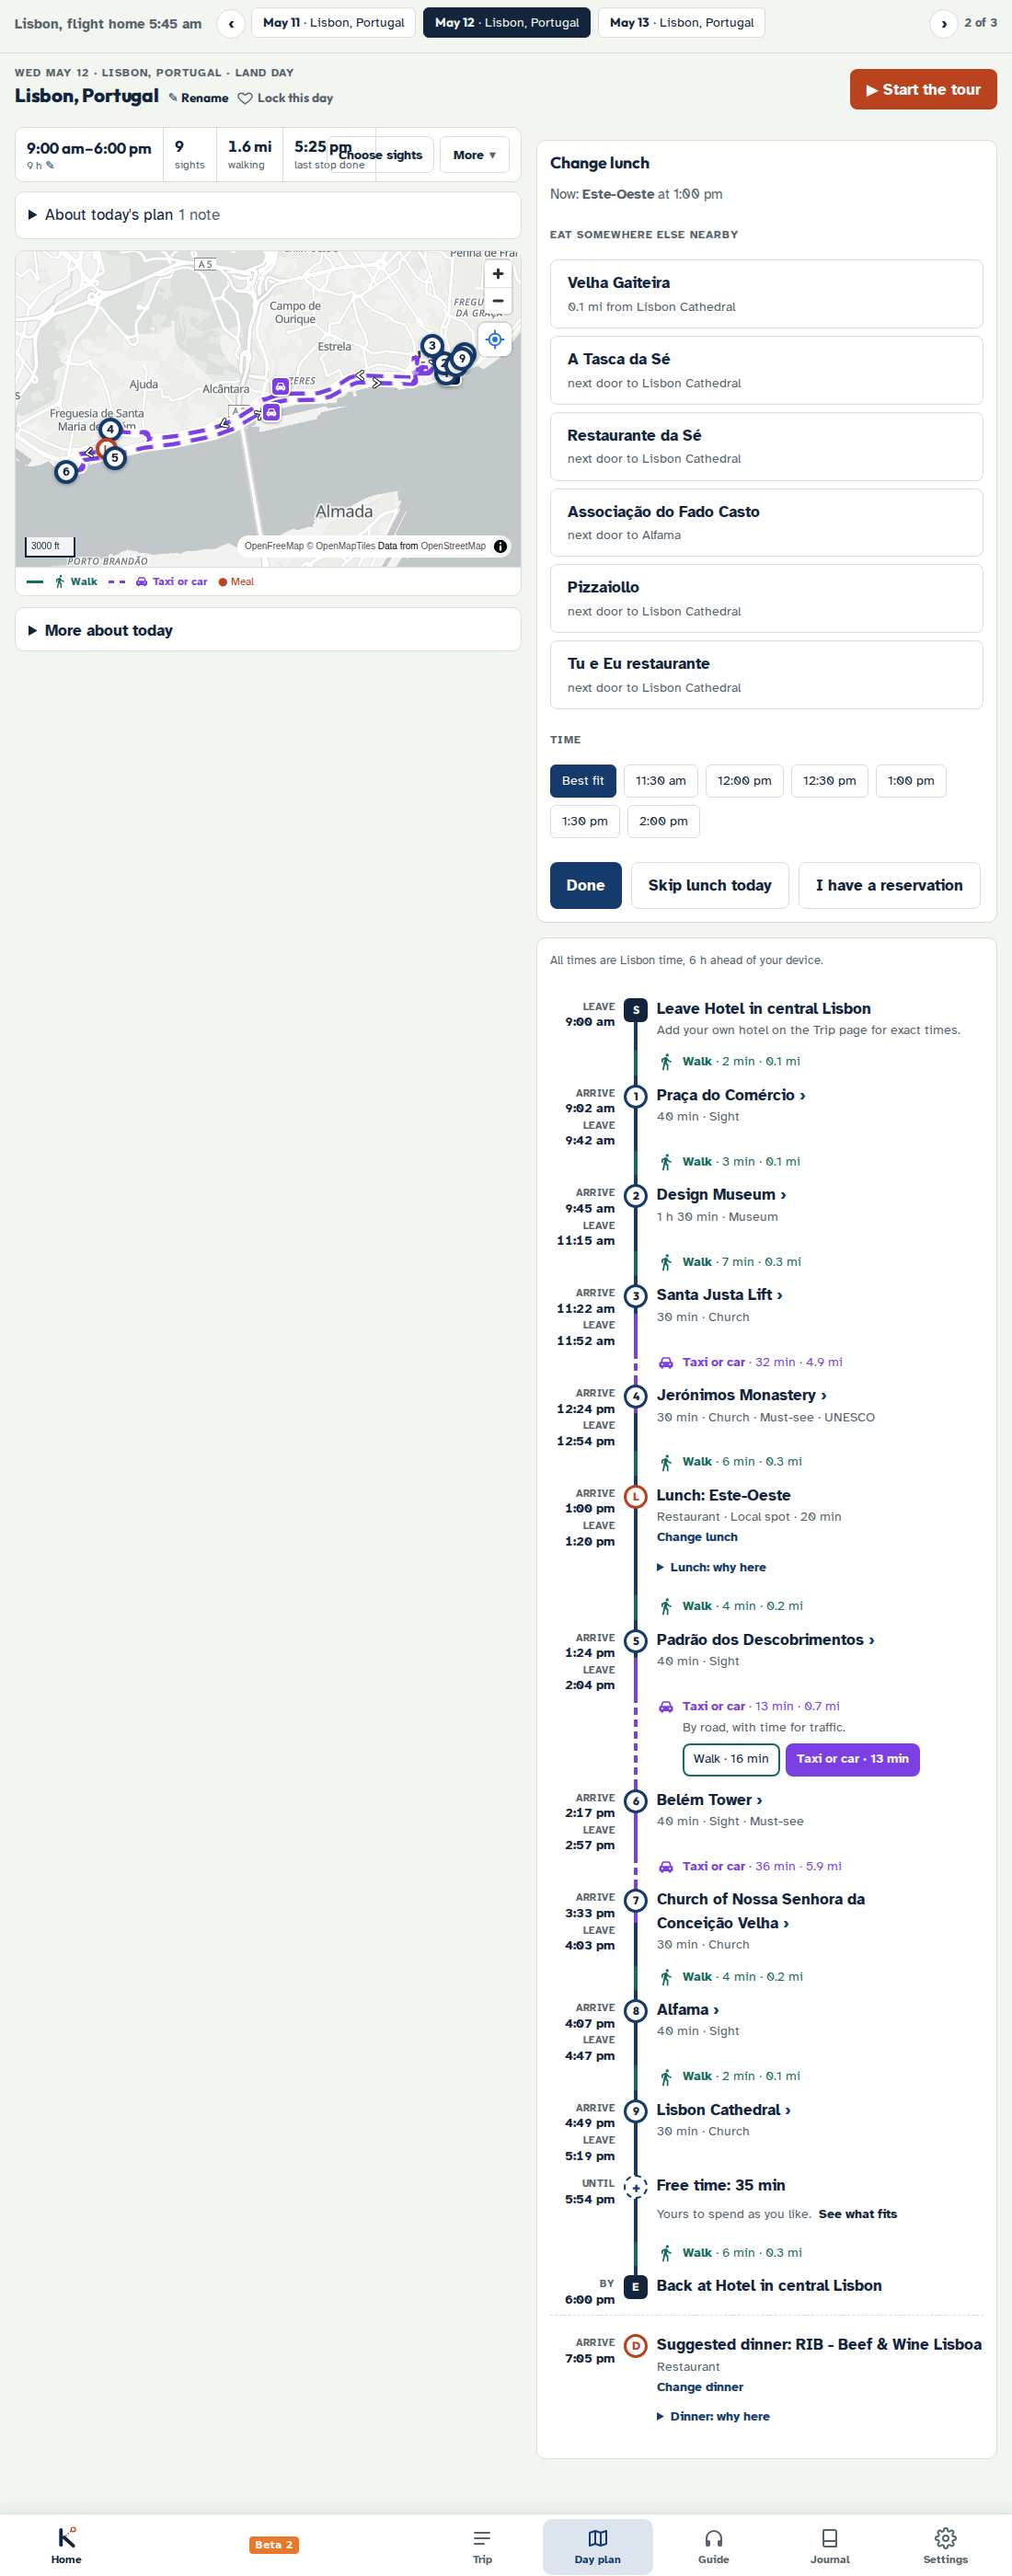 Lisbon, flight home 5:45 am
‹
May 11 · Lisbon, Portugal
May 12 · Lisbon, Portugal
May 13 · Lisbon, Portugal
›
2 of 3
WED MAY 12 · LISBON, PORTUGAL · LAND DAY
Lisbon, Portugal ✎ Rename ♡ Lock this day
▶ Start the tour
9:00 am–6:00 pm
9 h ✎
9
sights
1.6 mi
walking
5:25 pm
last stop done
Choose sights
More ▾
▶ About today's plan 1 note
A 5
Penha de Fra
Campo de
Ourique
FREGU
DA GRAÇA
+
−
Estrela
Ajuda
Alcântara
ZERES
Freguesia de Santa
Maria de
3
2
9
4
5
6
Almada
3000 ft
PORTO BRANDÃO
OpenFreeMap © OpenMapTiles Data from OpenStreetMap
Walk
Taxi or car
Meal
▶ More about today
Change lunch
Now: Este-Oeste at 1:00 pm
EAT SOMEWHERE ELSE NEARBY
Velha Gaiteira
0.1 mi from Lisbon Cathedral
A Tasca da Sé
next door to Lisbon Cathedral
Restaurante da Sé
next door to Lisbon Cathedral
Associação do Fado Casto
next door to Alfama
Pizzaiollo
next door to Lisbon Cathedral
Tu e Eu restaurante
next door to Lisbon Cathedral
TIME
Best fit
11:30 am
12:00 pm
12:30 pm
1:00 pm
1:30 pm
2:00 pm
Done
Skip lunch today
I have a reservation
All times are Lisbon time, 6 h ahead of your device.
LEAVE
9:00 am
S
Leave Hotel in central Lisbon
Add your own hotel on the Trip page for exact times.
Walk · 2 min · 0.1 mi
ARRIVE
9:02 am
LEAVE
9:42 am
1
Praça do Comércio ›
40 min · Sight
Walk · 3 min · 0.1 mi
ARRIVE
9:45 am
LEAVE
11:15 am
2
Design Museum ›
1 h 30 min · Museum
Walk · 7 min · 0.3 mi
ARRIVE
11:22 am
LEAVE
11:52 am
3
Santa Justa Lift ›
30 min · Church
Taxi or car · 32 min · 4.9 mi
ARRIVE
12:24 pm
LEAVE
12:54 pm
4
Jerónimos Monastery ›
30 min · Church · Must-see · UNESCO
Walk · 6 min · 0.3 mi
ARRIVE
1:00 pm
LEAVE
1:20 pm
L
Lunch: Este-Oeste
Restaurant · Local spot · 20 min
Change lunch
▶ Lunch: why here
Walk · 4 min · 0.2 mi
ARRIVE
1:24 pm
LEAVE
2:04 pm
5
Padrão dos Descobrimentos ›
40 min · Sight
Taxi or car · 13 min · 0.7 mi
By road, with time for traffic.
Walk · 16 min
Taxi or car · 13 min
ARRIVE
2:17 pm
LEAVE
2:57 pm
6
Belém Tower ›
40 min · Sight · Must-see
Taxi or car · 36 min · 5.9 mi
ARRIVE
3:33 pm
LEAVE
4:03 pm
7
Church of Nossa Senhora da
Conceição Velha ›
30 min · Church
Walk · 4 min · 0.2 mi
ARRIVE
4:07 pm
LEAVE
4:47 pm
8
Alfama ›
40 min · Sight
Walk · 2 min · 0.1 mi
ARRIVE
4:49 pm
LEAVE
5:19 pm
9
Lisbon Cathedral ›
30 min · Church
UNTIL
5:54 pm
+
Free time: 35 min
Yours to spend as you like. See what fits
Walk · 6 min · 0.3 mi
BY
6:00 pm
E
Back at Hotel in central Lisbon
ARRIVE
7:05 pm
D
Suggested dinner: RIB - Beef & Wine Lisboa
Restaurant
Change dinner
▶ Dinner: why here
Home
Beta 2
Trip
Day plan
Guide
Journal
Settings